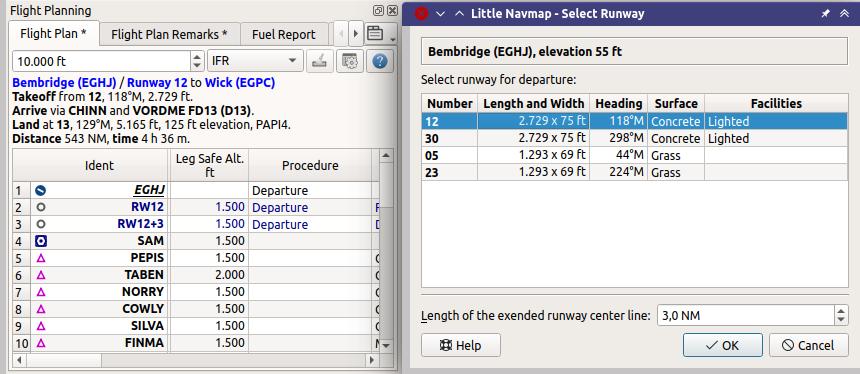 Flight Planning
Flight Plan * Flight Plan Remarks * Fuel Report
10.000 ft IFR
Bembridge (EGHJ) / Runway 12 to Wick (EGPC)
Takeoff from 12, 118°M, 2.729 ft.
Arrive via CHINN and VORDME FD13 (D13).
Land at 13, 129°M, 5.165 ft, 125 ft elevation, PAPI4.
Distance 543 NM, time 4 h 36 m.
Ident Leg Safe Alt. ft Procedure
1 EGHJ Departure
2 RW12 1.500 Departure
3 RW12+3 1.500 Departure
4 SAM 1.500
5 PEPIS 1.500
6 TABEN 2.000
7 NORRY 1.500
8 COWLY 1.500
9 SILVA 1.500
10 FINMA 1.500
Little Navmap - Select Runway
Bembridge (EGHJ), elevation 55 ft
Select runway for departure:
Number Length and Width Heading Surface Facilities
12 2.729 x 75 ft 118°M Concrete Lighted
30 2.729 x 75 ft 298°M Concrete Lighted
05 1.293 x 69 ft 44°M Grass
23 1.293 x 69 ft 224°M Grass
Length of the exended runway center line: 3,0 NM
Help OK Cancel